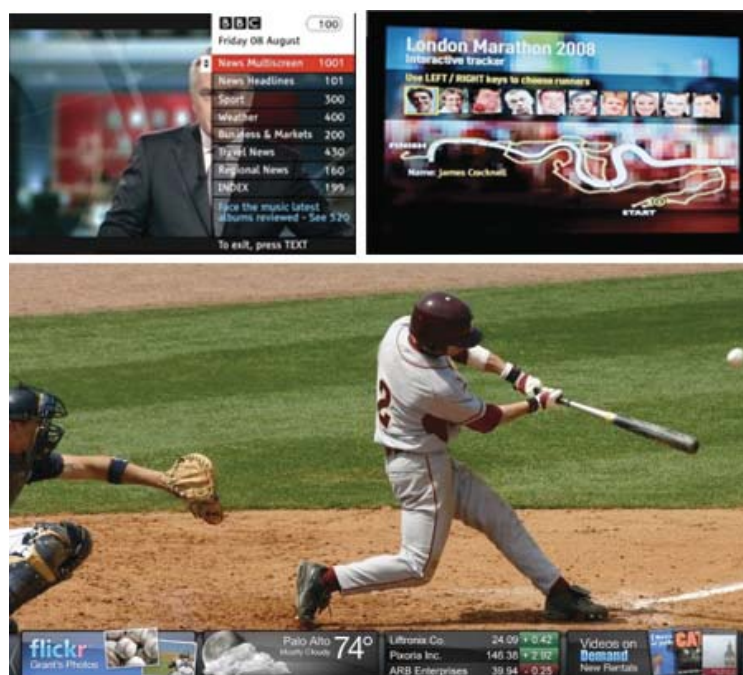 BBC 100
Friday 08 August
News Multiscreen 1001
News Headlines 101
Sport 300
Weather 400
Business & Markets 200
Travel News 430
Regional News 160
INDEX 199
Face the music latest
albums reviewed - See 520
To exit, press TEXT
London Marathon 2008
Interactive tracker
Use LEFT / RIGHT keys to choose runners
FINISH
Name: James Cracknell
START
2
flickr
Grant's Photos
Palo Alto
Mostly Cloudy
74°
Liftronix Co. 24.09 + 0.42
Pixoria Inc. 146.38 + 2.92
ARB Enterprises 39.94 - 0.25
Videos on
Demand
New Rentals
CAT